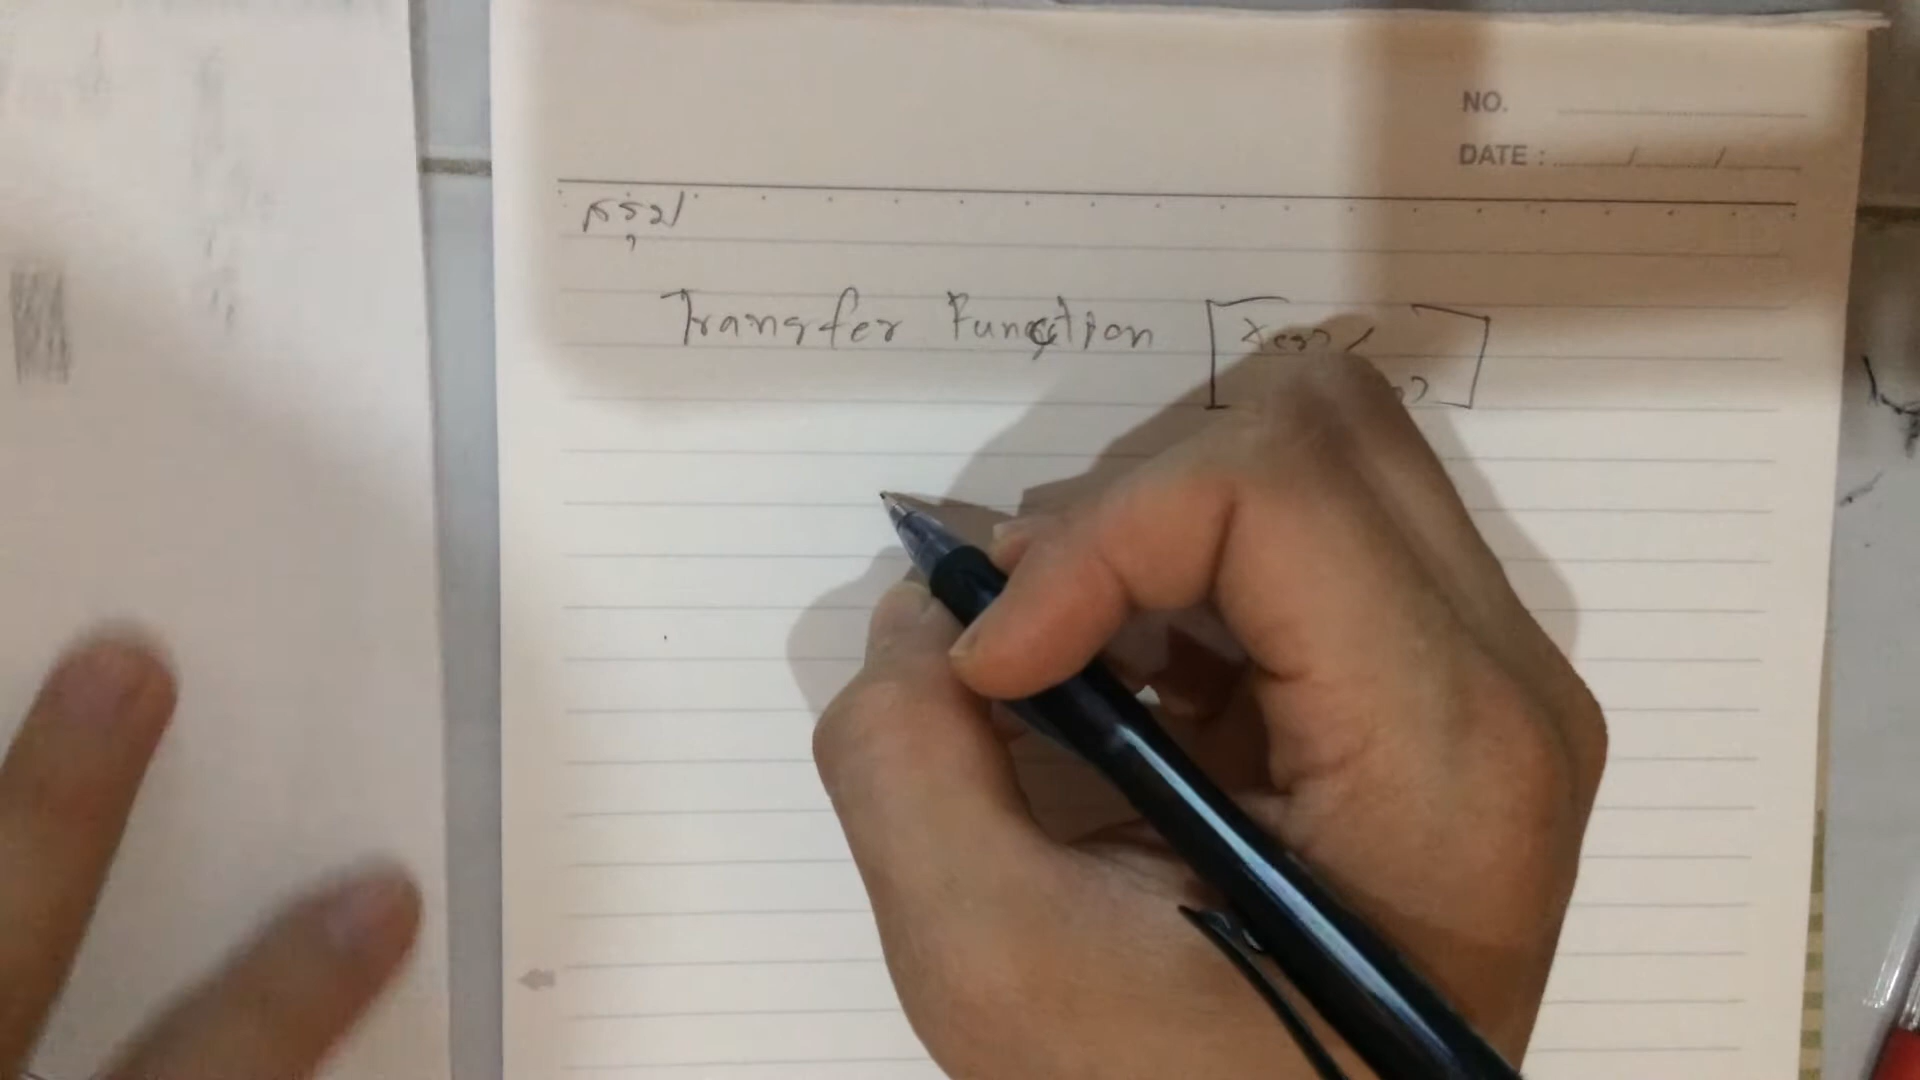 NO.
DATE : / /
สรุป
Transfer Function